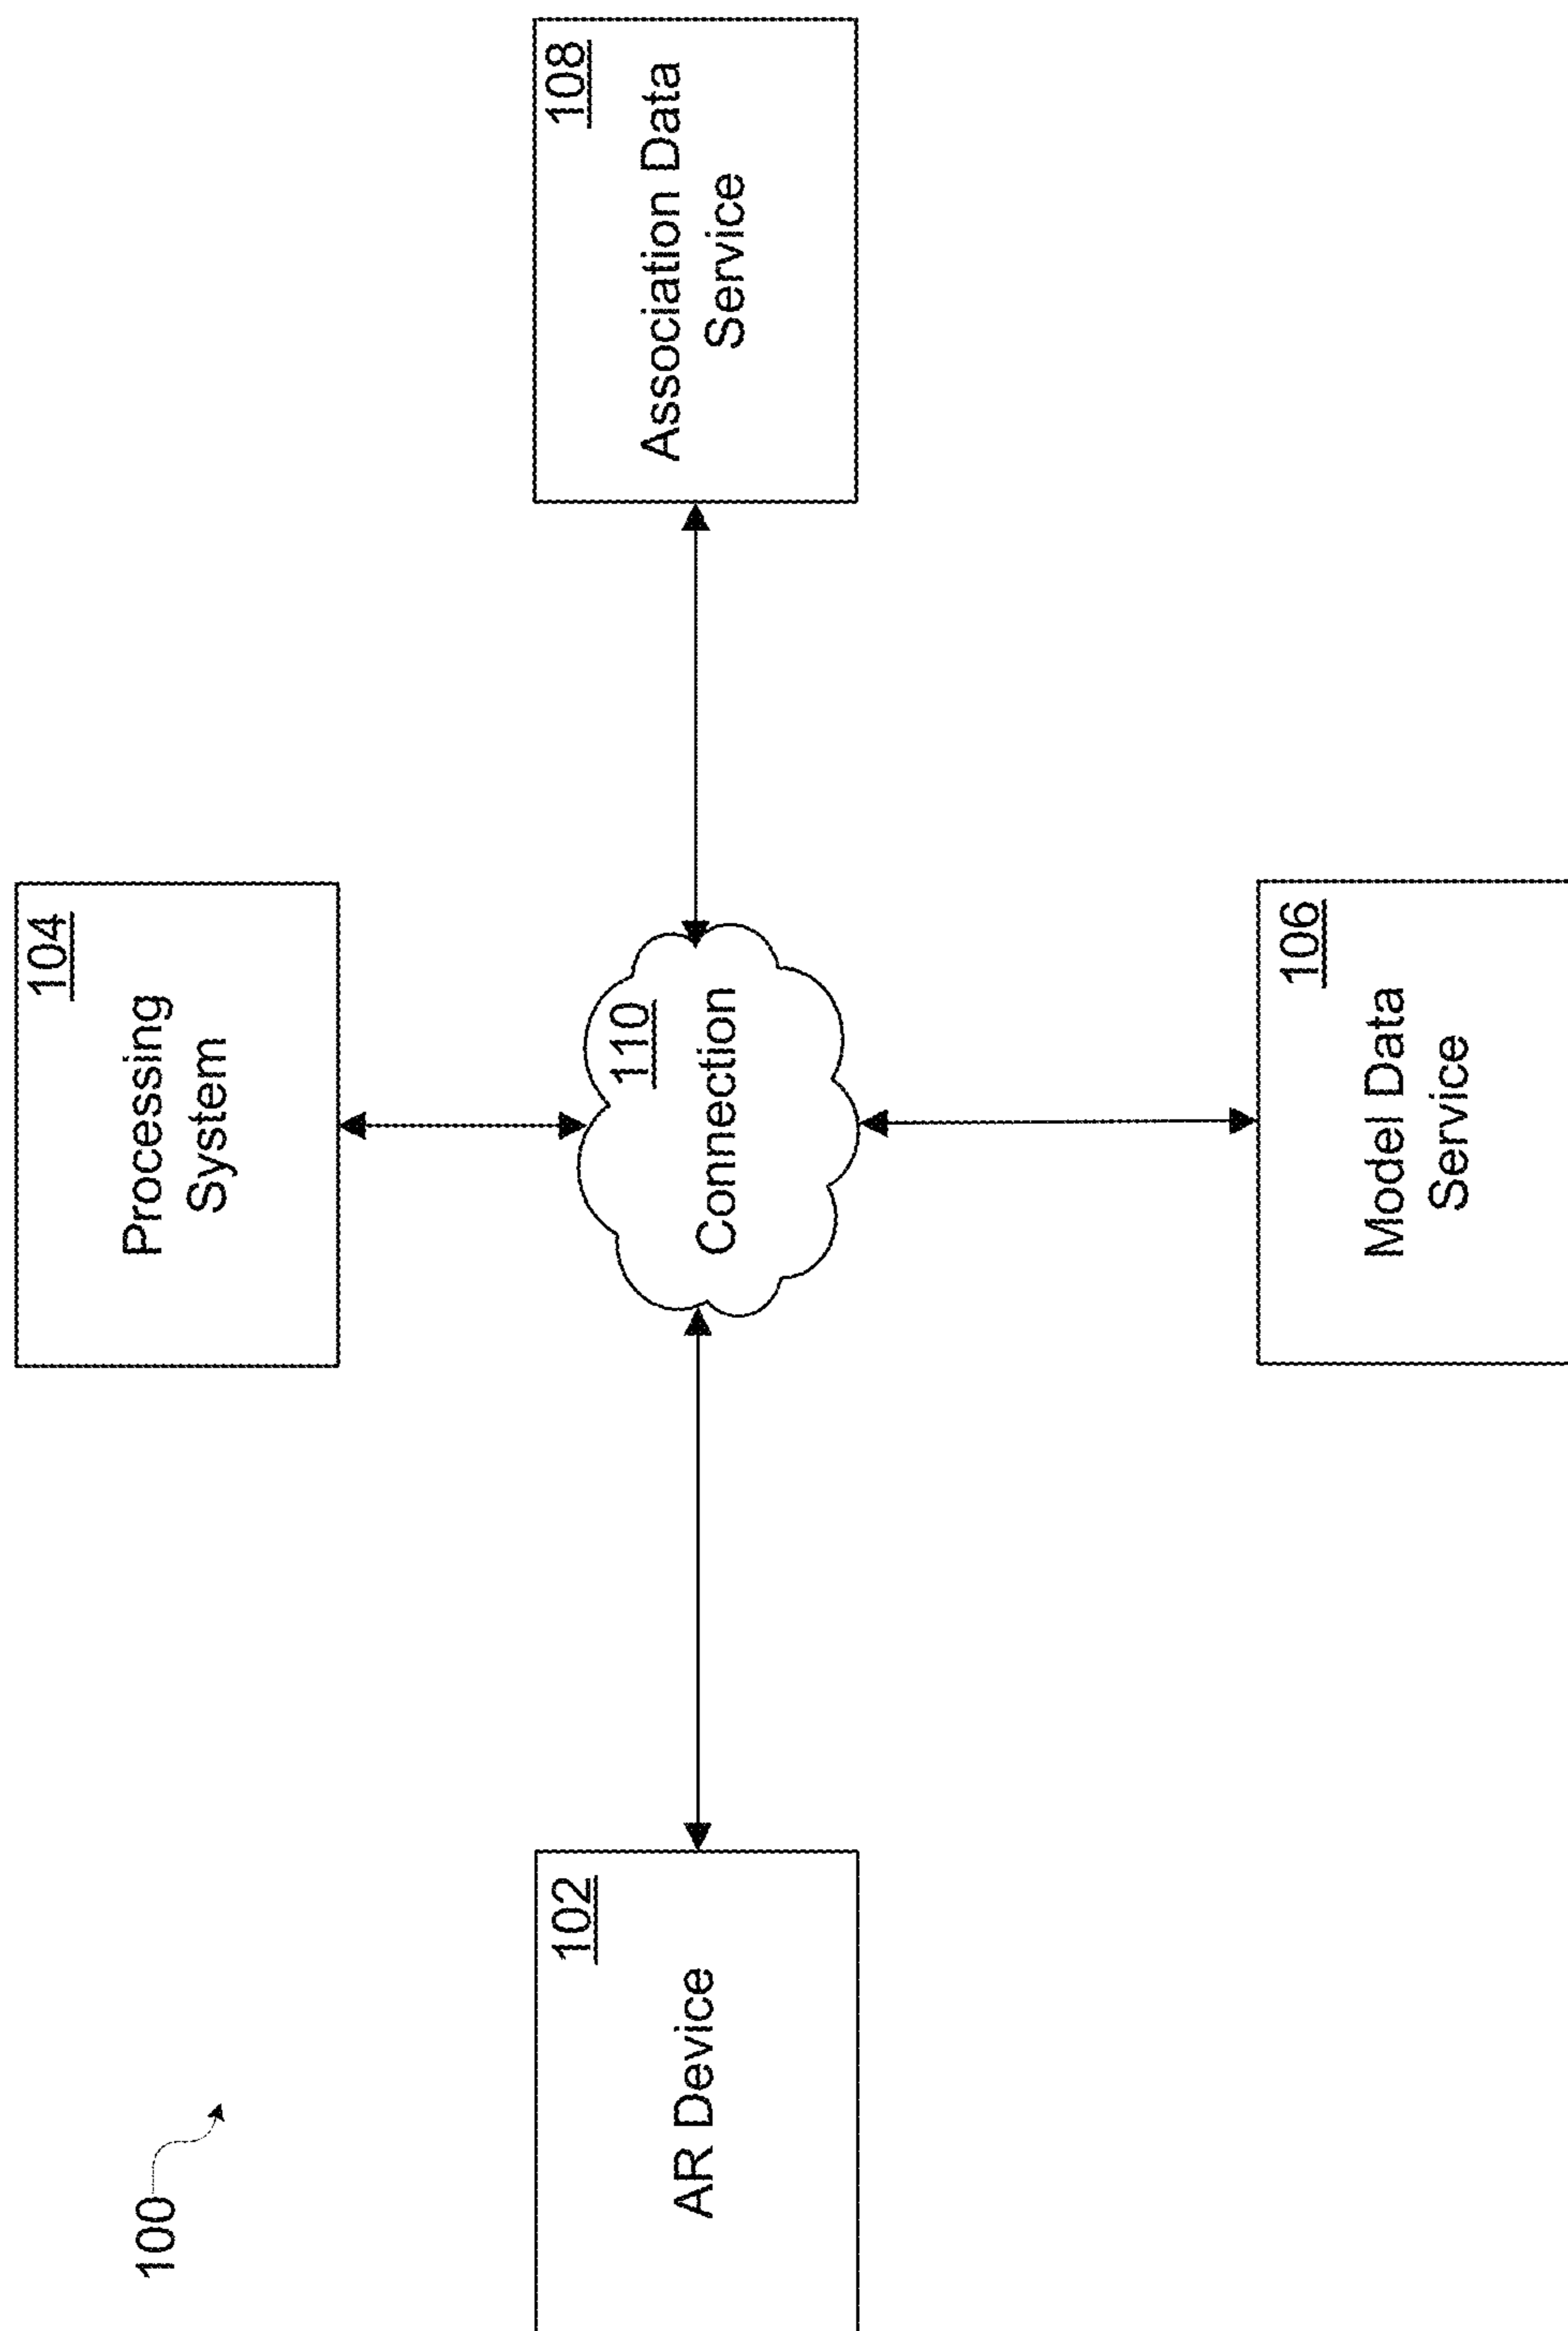 100
104
Processing
System
102
AR Device
110
Connection
108
Association Data
Service
106
Model Data
Service